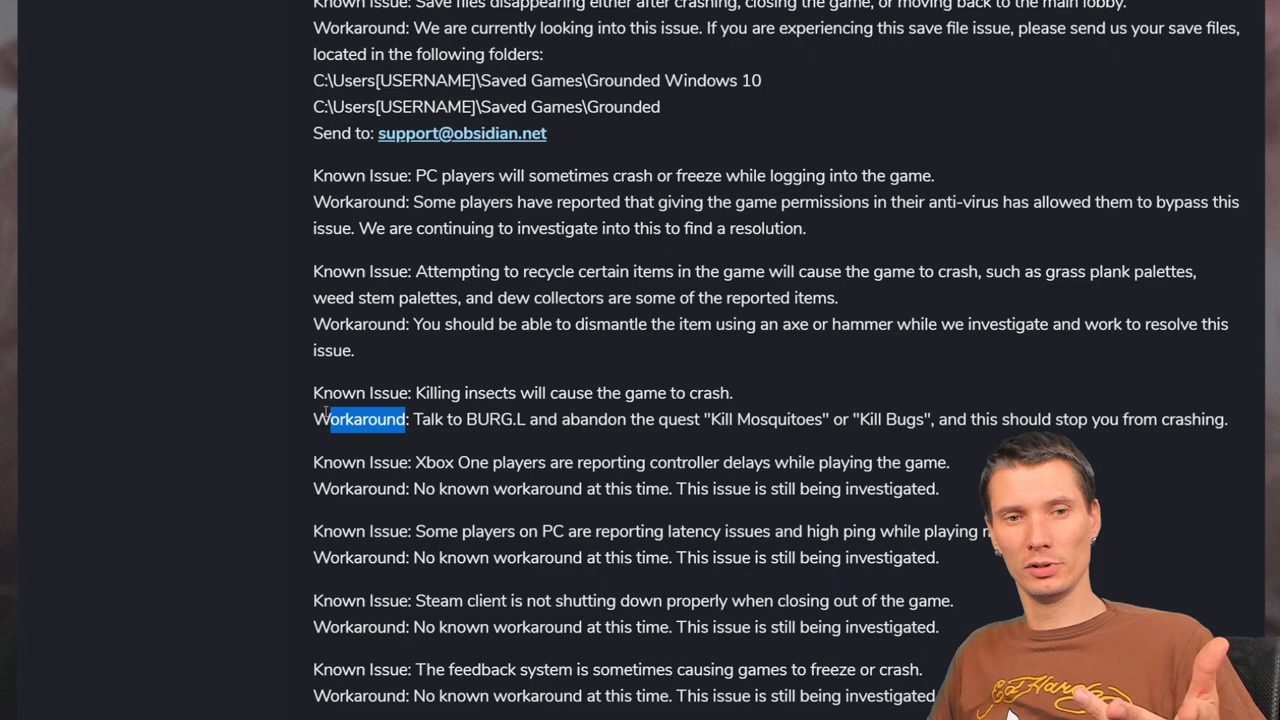 Known Issue: Save files disappearing either after crashing, closing the game, or moving back to the main lobby.
Workaround: We are currently looking into this issue. If you are experiencing this save file issue, please send us your save files,
located in the following folders:
C:\Users[USERNAME]\Saved Games\Grounded Windows 10
C:\Users[USERNAME]\Saved Games\Grounded
Send to: support@obsidian.net
Known Issue: PC players will sometimes crash or freeze while logging into the game.
Workaround: Some players have reported that giving the game permissions in their anti-virus has allowed them to bypass this
issue. We are continuing to investigate into this to find a resolution.
Known Issue: Attempting to recycle certain items in the game will cause the game to crash, such as grass plank palettes,
weed stem palettes, and dew collectors are some of the reported items.
Workaround: You should be able to dismantle the item using an axe or hammer while we investigate and work to resolve this
issue.
Known Issue: Killing insects will cause the game to crash.
Workaround: Talk to BURG.L and abandon the quest "Kill Mosquitoes" or "Kill Bugs", and this should stop you from crashing.
Known Issue: Xbox One players are reporting controller delays while playing the game.
Workaround: No known workaround at this time. This issue is still being investigated.
Known Issue: Some players on PC are reporting latency issues and high ping while playing
Workaround: No known workaround at this time. This issue is still being investigated.
Known Issue: Steam client is not shutting down properly when closing out of the game.
Workaround: No known workaround at this time. This issue is still being investigated.
Known Issue: The feedback system is sometimes causing games to freeze or crash.
Workaround: No known workaround at this time. This issue is still being investigated
Ed Hardy